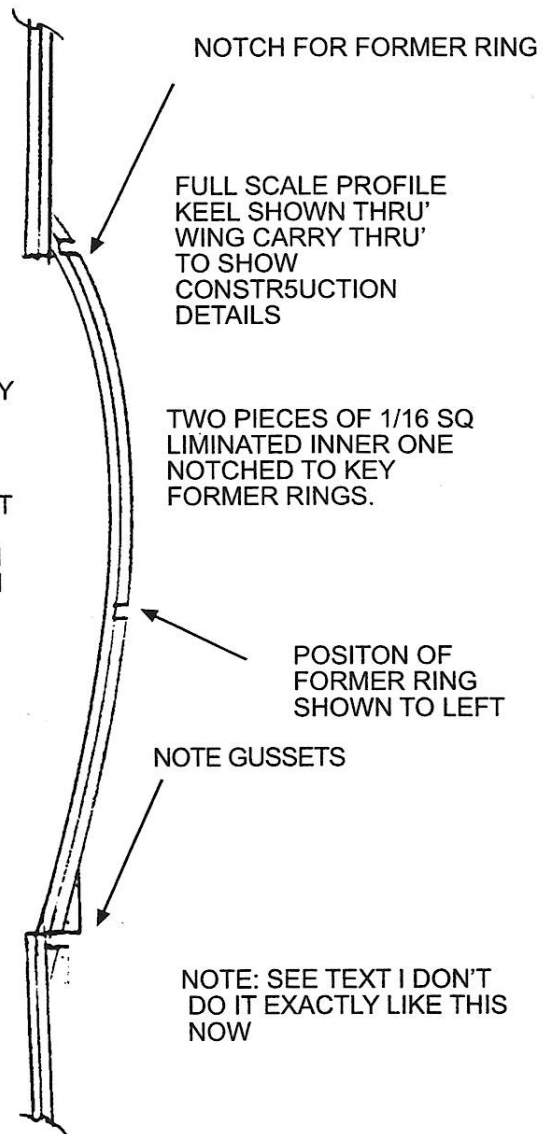 NOTCH FOR FORMER RING
FULL SCALE PROFILE
KEEL SHOWN THRU'
WING CARRY THRU'
TO SHOW
CONSTR5UCTION
DETAILS
Y
TWO PIECES OF 1/16 SQ
LIMINATED INNER ONE
NOTCHED TO KEY
FORMER RINGS.
T
POSITON OF
FORMER RING
SHOWN TO LEFT
NOTE GUSSETS
NOTE: SEE TEXT I DON'T
DO IT EXACTLY LIKE THIS
NOW